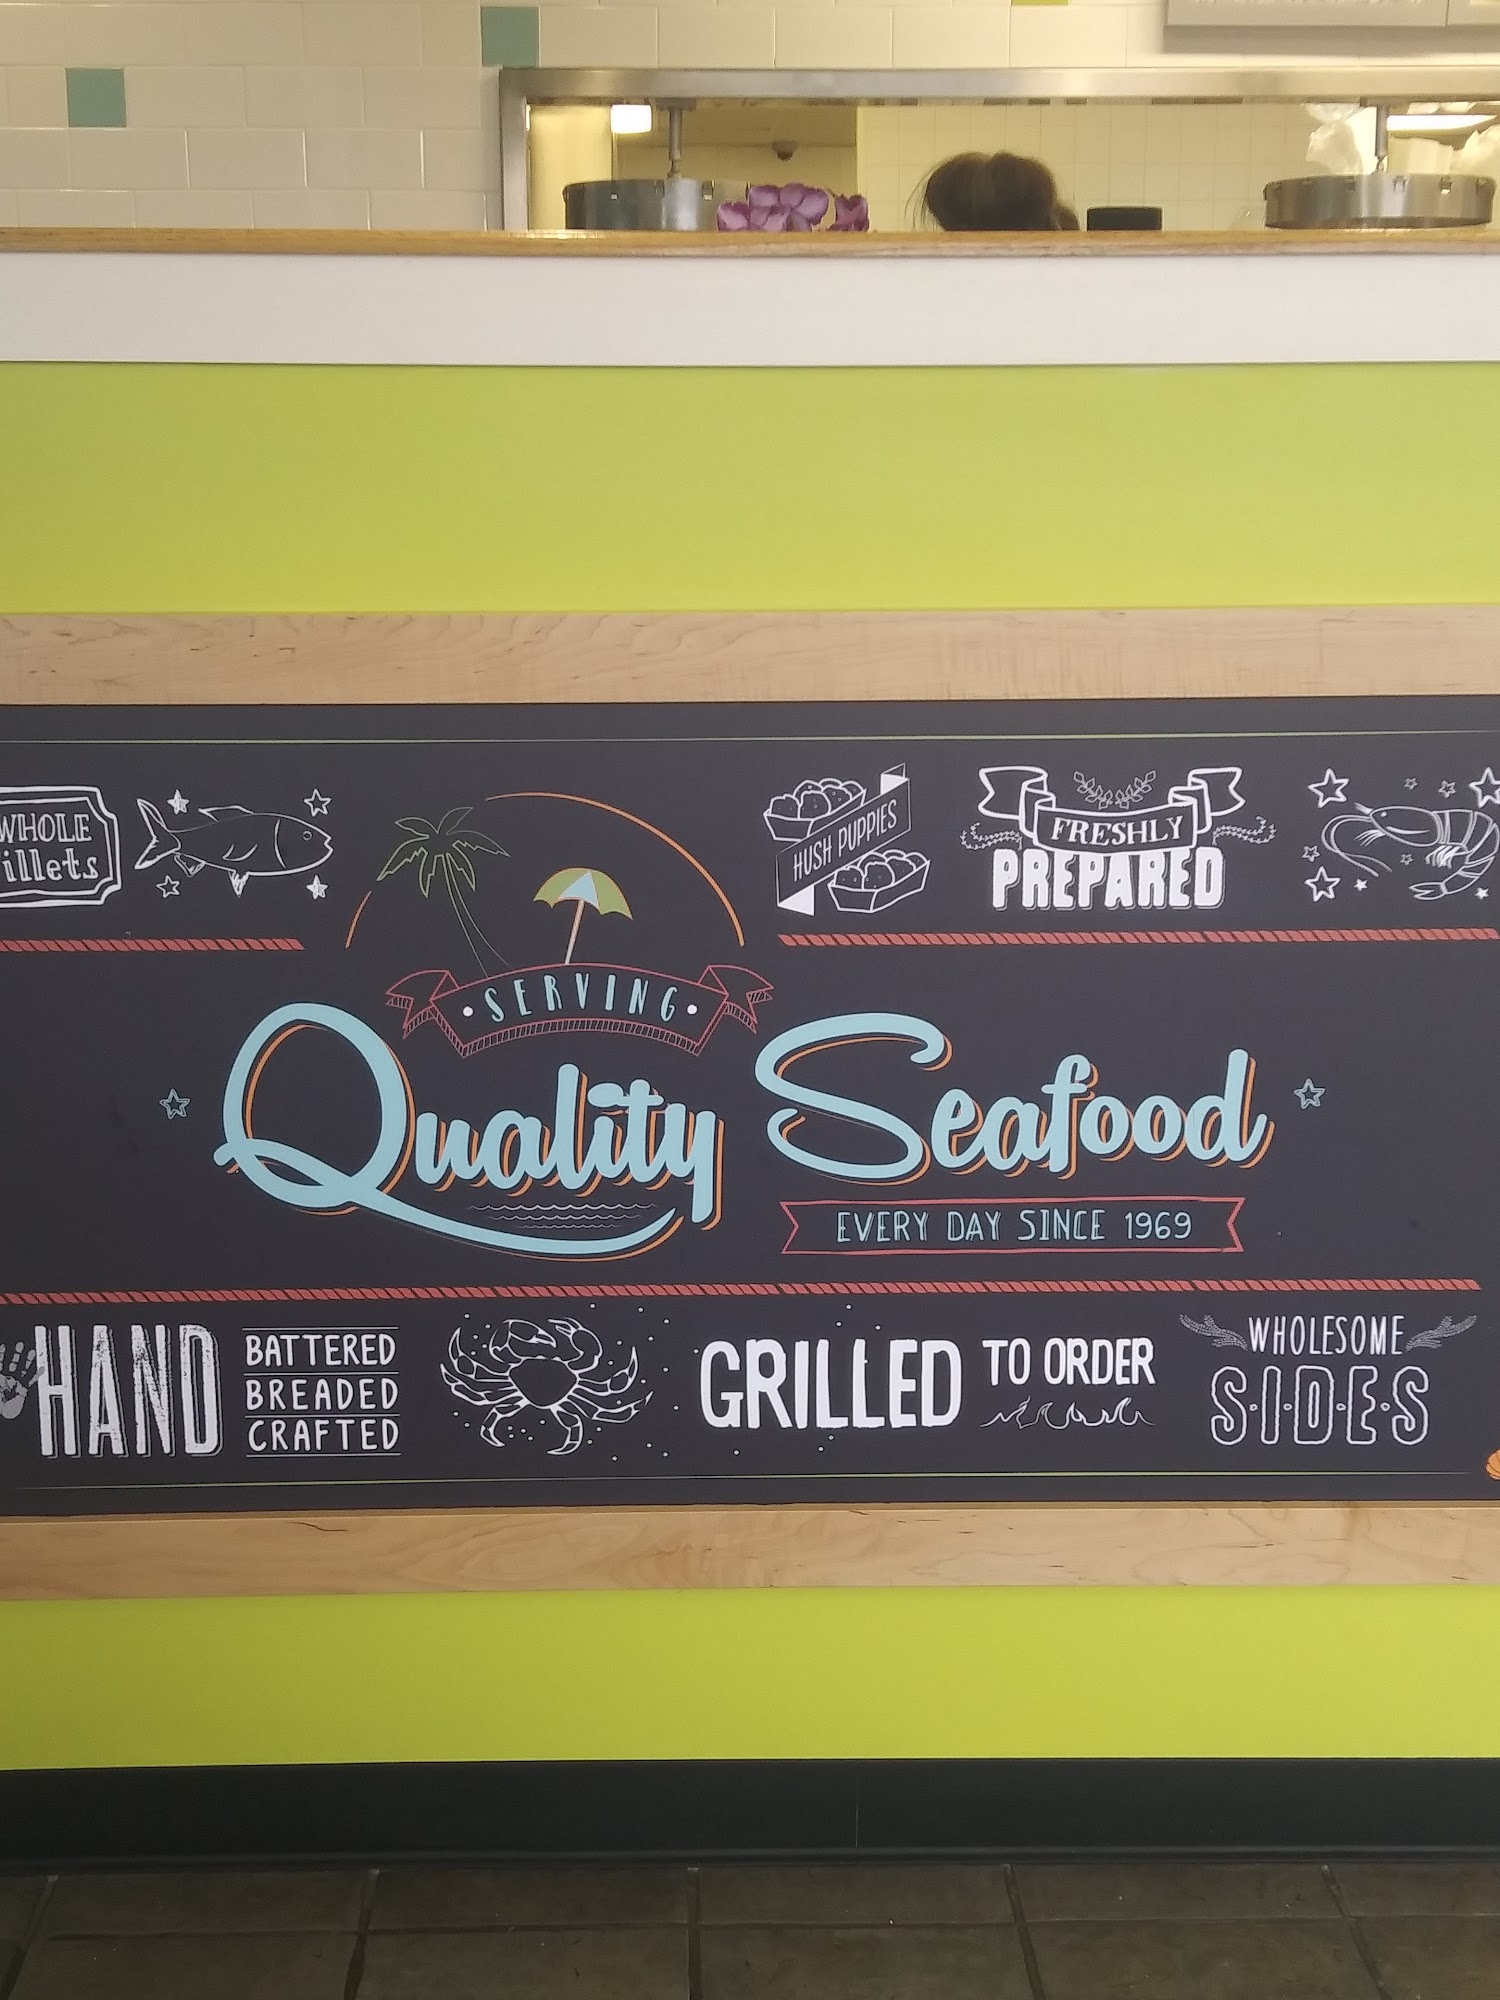 WHOLE
illets
HUSH PUPPIES
FRESHLY
PREPARED
SERVING
Quality Seafood
EVERY DAY SINCE 1969
HAND
BATTERED
BREADED
CRAFTED
GRILLED TO ORDER
WHOLESOME
SIDES